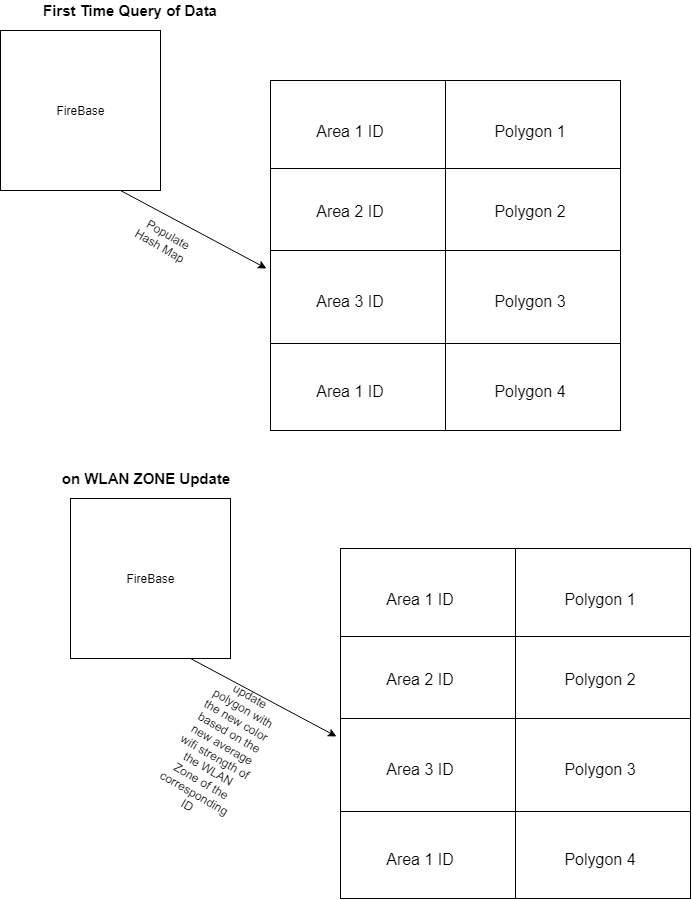 First Time Query of Data
FireBase
Populate
Hash Map
Area 1 ID
Polygon 1
Area 2 ID
Polygon 2
Area 3 ID
Polygon 3
Area 1 ID
Polygon 4
on WLAN ZONE Update
FireBase
update
polygon with
the new color
based on the
new average
wifi strength of
the WLAN
Zone of the
corresponding
ID
Area 1 ID
Polygon 1
Area 2 ID
Polygon 2
Area 3 ID
Polygon 3
Area 1 ID
Polygon 4